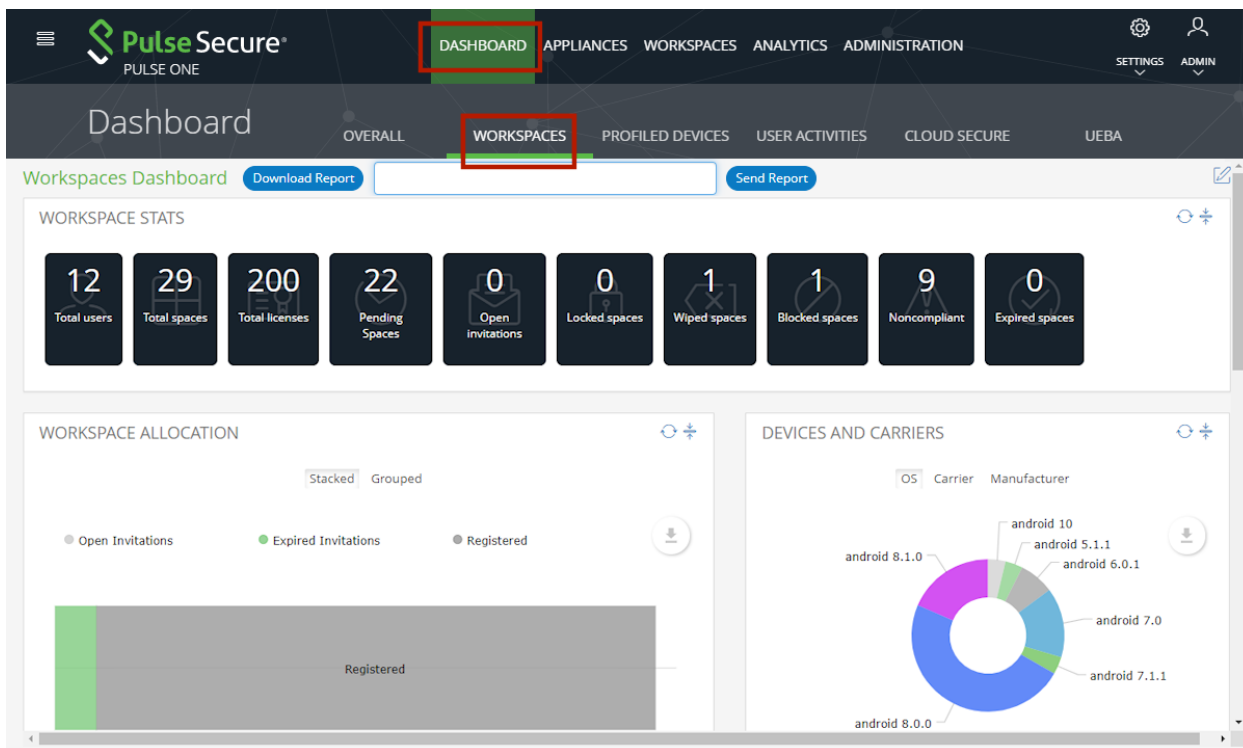 Pulse Secure®
PULSE ONE
DASHBOARD APPLIANCES WORKSPACES ANALYTICS ADMINISTRATION
SETTINGS ADMIN
Dashboard
OVERALL WORKSPACES PROFILED DEVICES USER ACTIVITIES CLOUD SECURE UEBA
Workspaces Dashboard Download Report Send Report
WORKSPACE STATS
12
Total users
29
Total spaces
200
Total licenses
22
Pending
Spaces
0
Open
invitations
0
Locked spaces
1
Wiped spaces
1
Blocked spaces
9
Noncompliant
0
Expired spaces
WORKSPACE ALLOCATION
Stacked Grouped
Open Invitations Expired Invitations Registered
Registered
DEVICES AND CARRIERS
OS Carrier Manufacturer
android 10
android 5.1.1
android 6.0.1
android 8.1.0
android 7.0
android 7.1.1
android 8.0.0